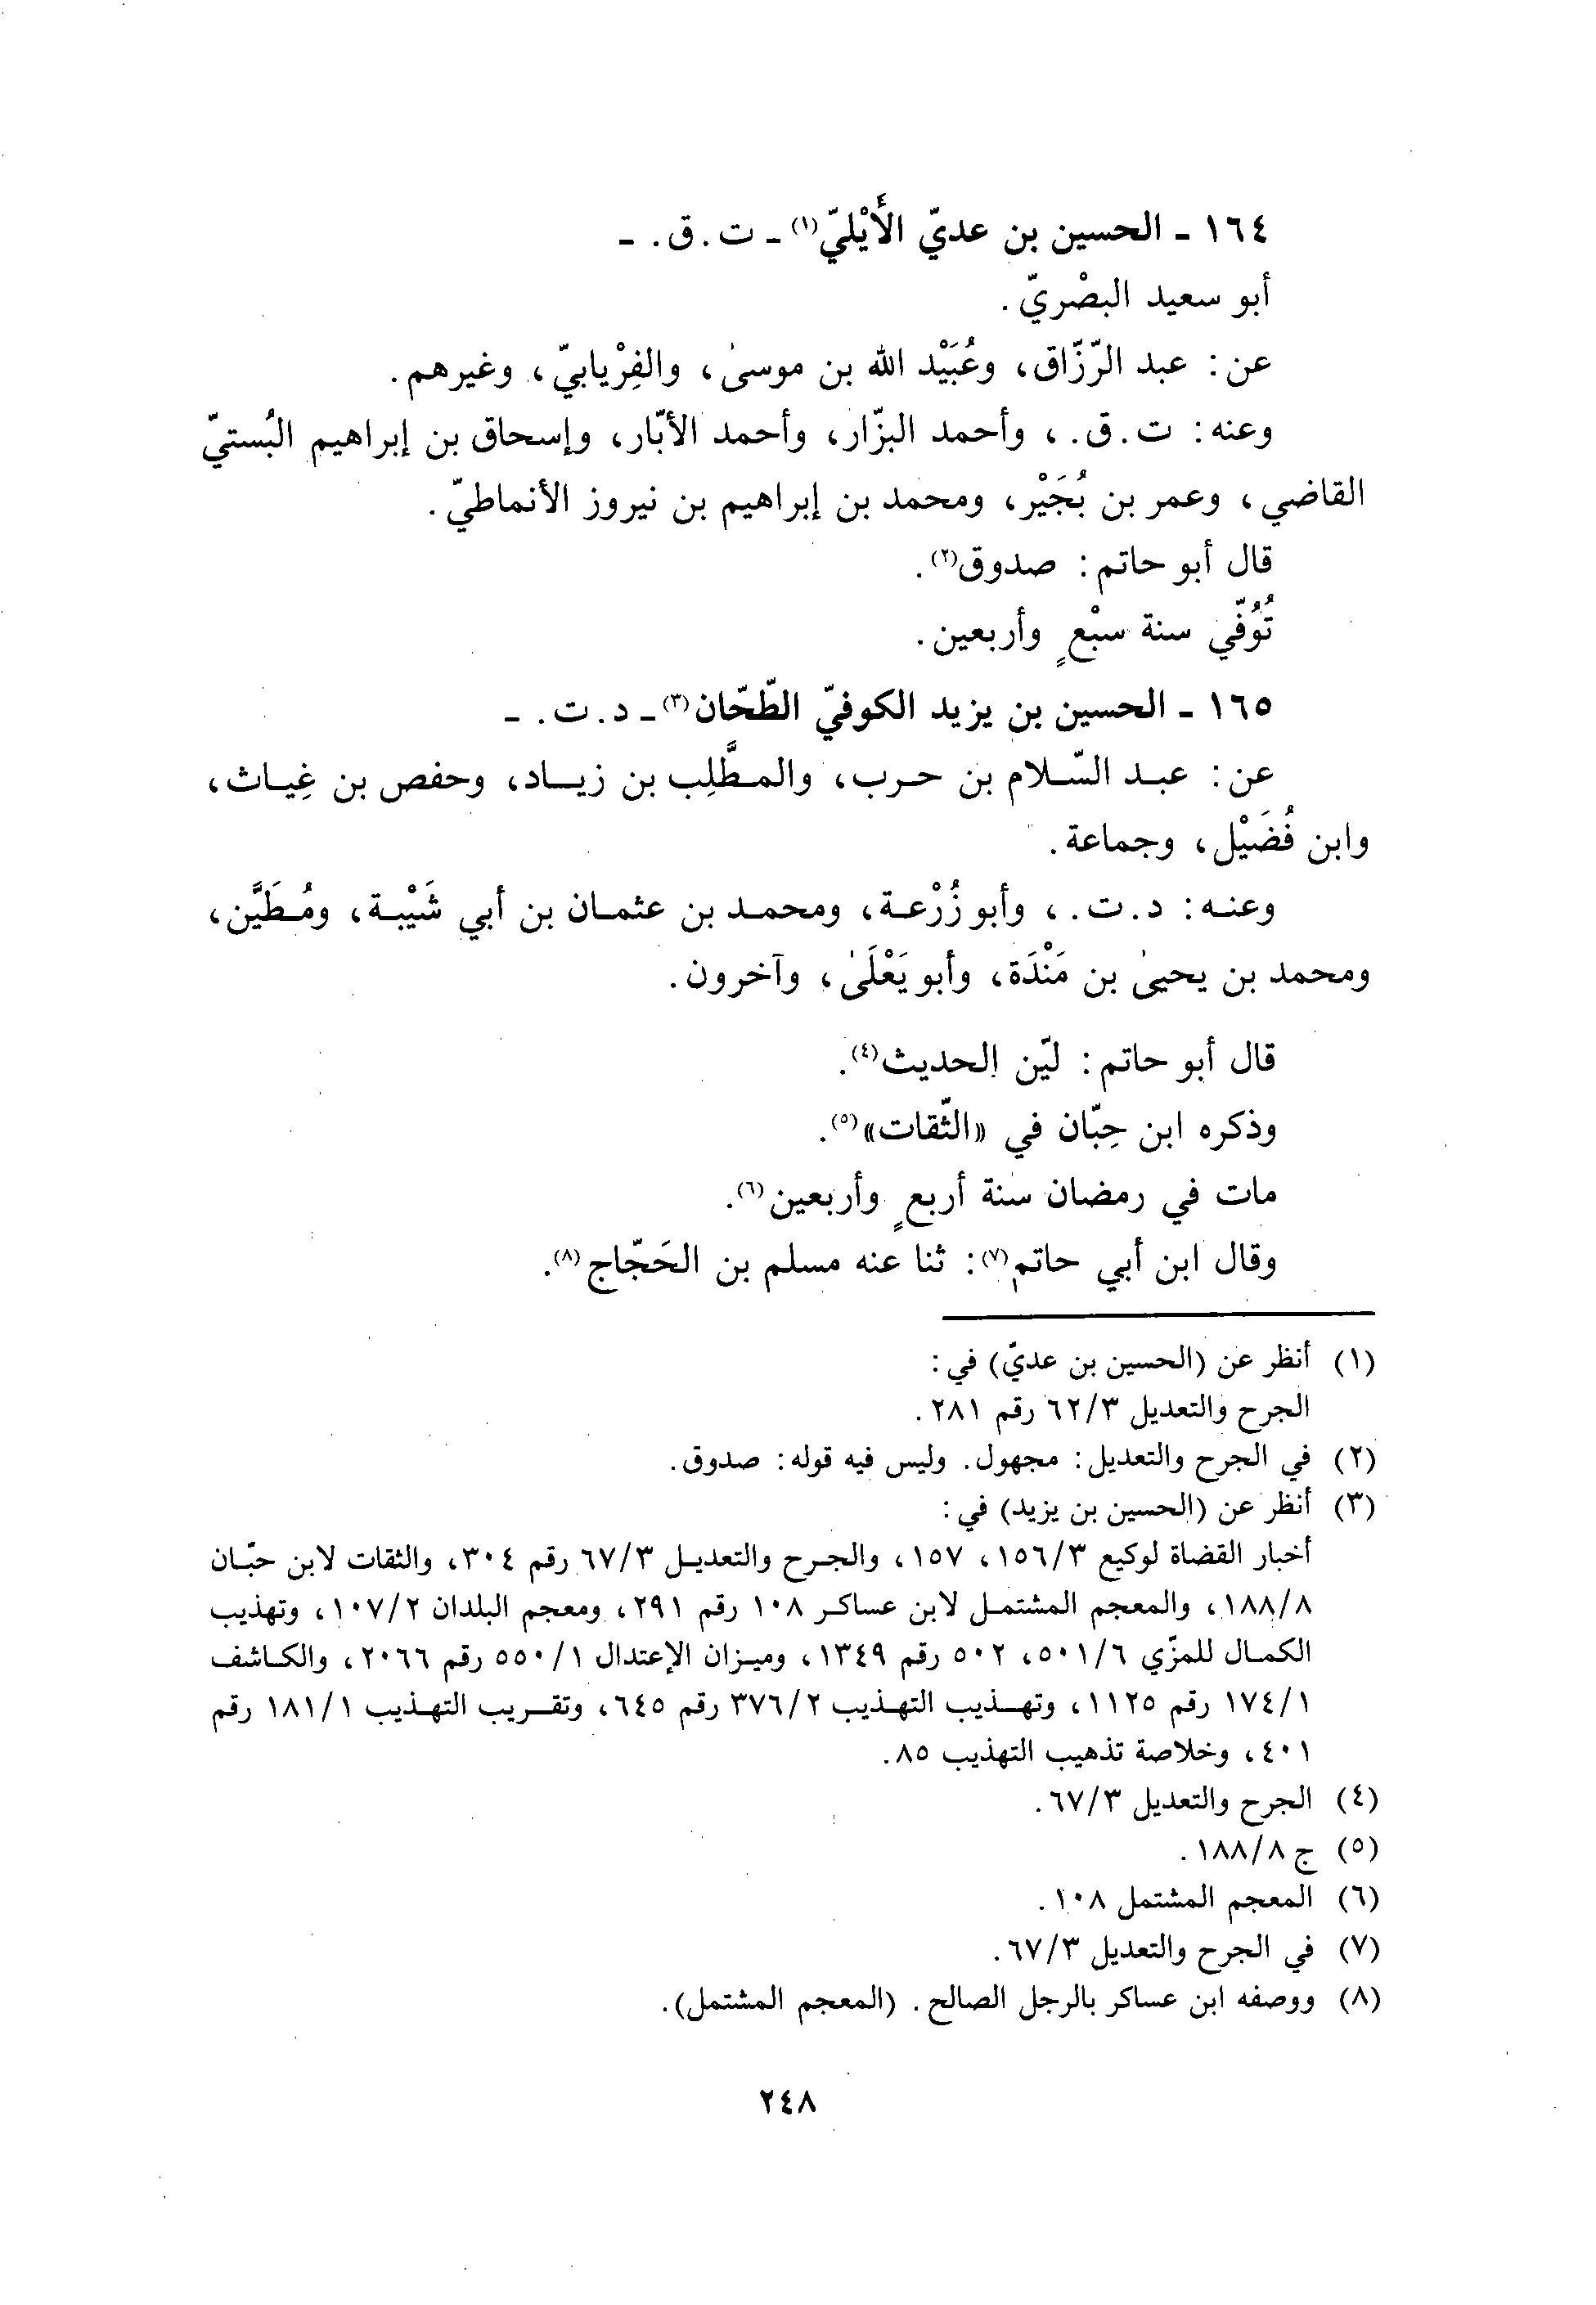 ١٦٤ - الحسين بن عديّ الأَيْليّ(١) - ت. ق. -
أبو سعيد البصْريّ.
عن: عبد الرّزّاق، وعُبَيْد الله بن موسىٰ، والفِرْيابيّ، وغيرهم.
وعنه: ت. ق.، وأحمد البزّار، وأحمد الأبّار، وإسحاق بن إبراهيم البُستيّ
القاضي، وعمر بن بُجَيْر، ومحمد بن إبراهيم بن نيروز الأنماطيّ.
قال أبو حاتم: صدوق(٢).
تُوُفّي سنة سبْعٍ وأربعين.
١٦٥ - الحسين بن يزيد الكوفيّ الطّحّان(٣) - د. ت. -
عن: عبد السّلام بن حرب، والمطَّلِب بن زياد، وحفص بن غِياث،
وابن فُضَيْل، وجماعة.
وعنه: د. ت.، وأبو زُرْعة، ومحمد بن عثمان بن أبي شَيْبة، ومُطَيَّن،
ومحمد بن يحيىٰ بن مَنْدَة، وأبو يَعْلَىٰ، وآخرون.
قال أبو حاتم: ليّن الحديث(٤).
وذكره ابن حِبّان في «الثّقات»(٥).
مات في رمضان سنة أربعٍ وأربعين(٦).
وقال ابن أبي حاتم(٧): ثنا عنه مسلم بن الحَجّاج(٨).
(١) أنظر عن (الحسين بن عديّ) في:
الجرح والتعديل ٦٢/٣ رقم ٢٨١.
(٢) في الجرح والتعديل: مجهول. وليس فيه قوله: صدوق.
(٣) أنظر عن (الحسين بن يزيد) في:
أخبار القضاة لوكيع ١٥٦/٣، ١٥٧، والجرح والتعديل ٦٧/٣ رقم ٣٠٤، والثقات لابن حبّان
١٨٨/٨، والمعجم المشتمل لابن عساكر ١٠٨ رقم ٢٩١، ومعجم البلدان ١٠٧/٢، وتهذيب
الكمال للمزّي ٥٠١/٦، ٥٠٢ رقم ١٣٤٩، وميزان الإعتدال ٥٥٠/١ رقم ٢٠٦٦، والكاشف
١٧٤/١ رقم ١١٢٥، وتهذيب التهذيب ٣٧٦/٢ رقم ٦٤٥، وتقريب التهذيب ١٨١/١ رقم
٤٠١، وخلاصة تذهيب التهذيب ٨٥.
(٤) الجرح والتعديل ٦٧/٣.
(٥) ج ١٨٨/٨.
(٦) المعجم المشتمل ١٠٨.
(٧) في الجرح والتعديل ٦٧/٣.
(٨) ووصفه ابن عساكر بالرجل الصالح. (المعجم المشتمل).
٢٤٨